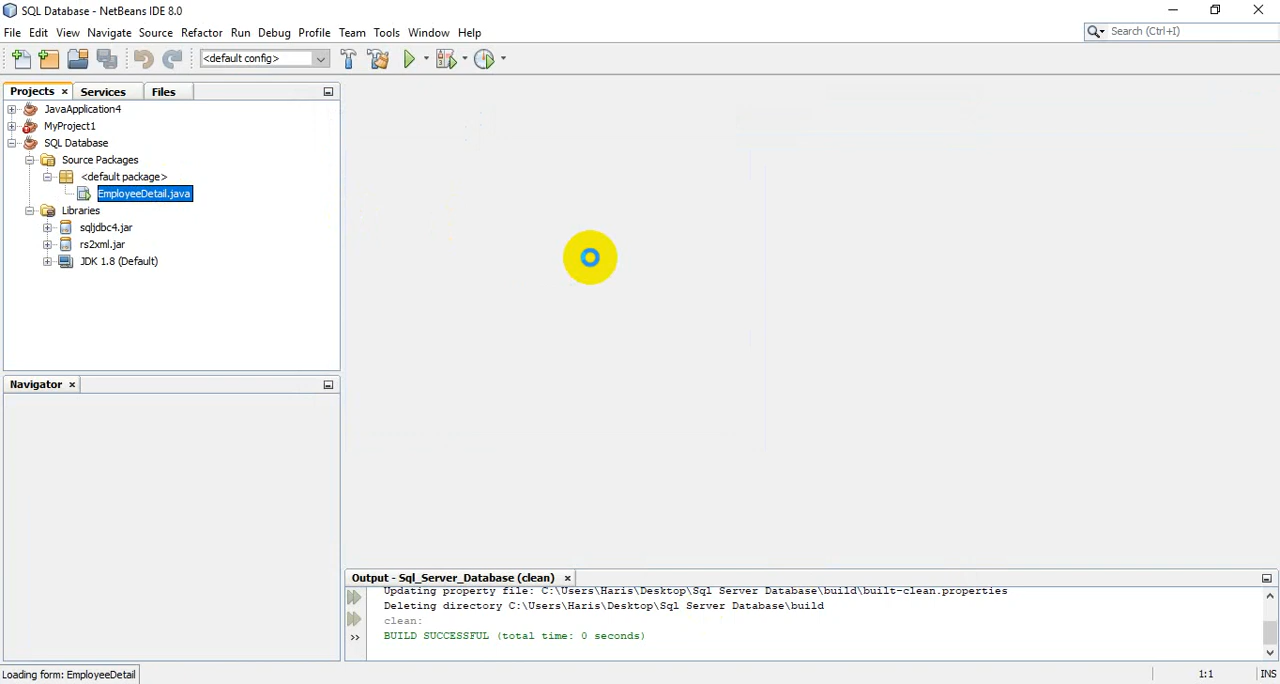 SQL Database - NetBeans IDE 8.0
File Edit View Navigate Source Refactor Run Debug Profile Team Tools Window Help
Search (Ctrl+I)
<default config>
Projects Services Files
JavaApplication4
MyProject1
SQL Database
Source Packages
<default package>
EmployeeDetail.java
Libraries
sqljdbc4.jar
rs2xml.jar
JDK 1.8 (Default)
Navigator
Output - Sql_Server_Database (clean)
Updating property file: C:\Users\Haris\Desktop\Sql Server Database\build\built-clean.properties
Deleting directory C:\Users\Haris\Desktop\Sql Server Database\build
clean:
BUILD SUCCESSFUL (total time: 0 seconds)
Loading form: EmployeeDetail
1:1 INS